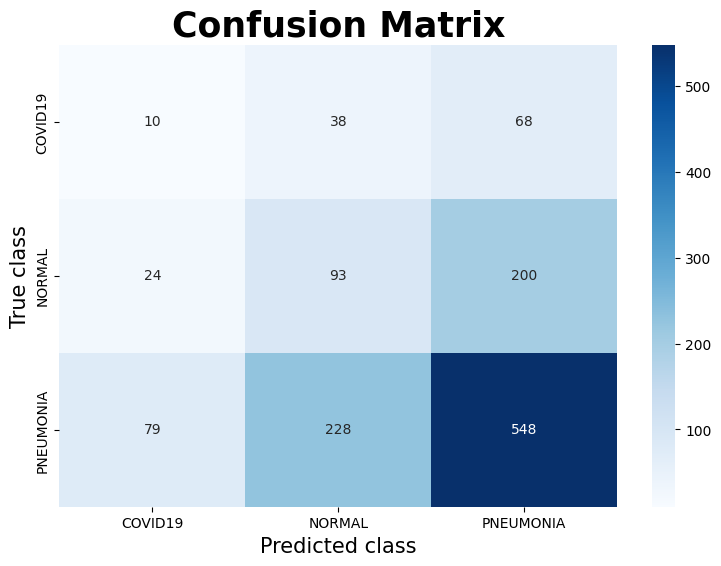 Confusion Matrix
True class
COVID19
10
38
68
NORMAL
24
93
200
PNEUMONIA
79
228
548
COVID19
NORMAL
PNEUMONIA
Predicted class
500
400
300
200
100